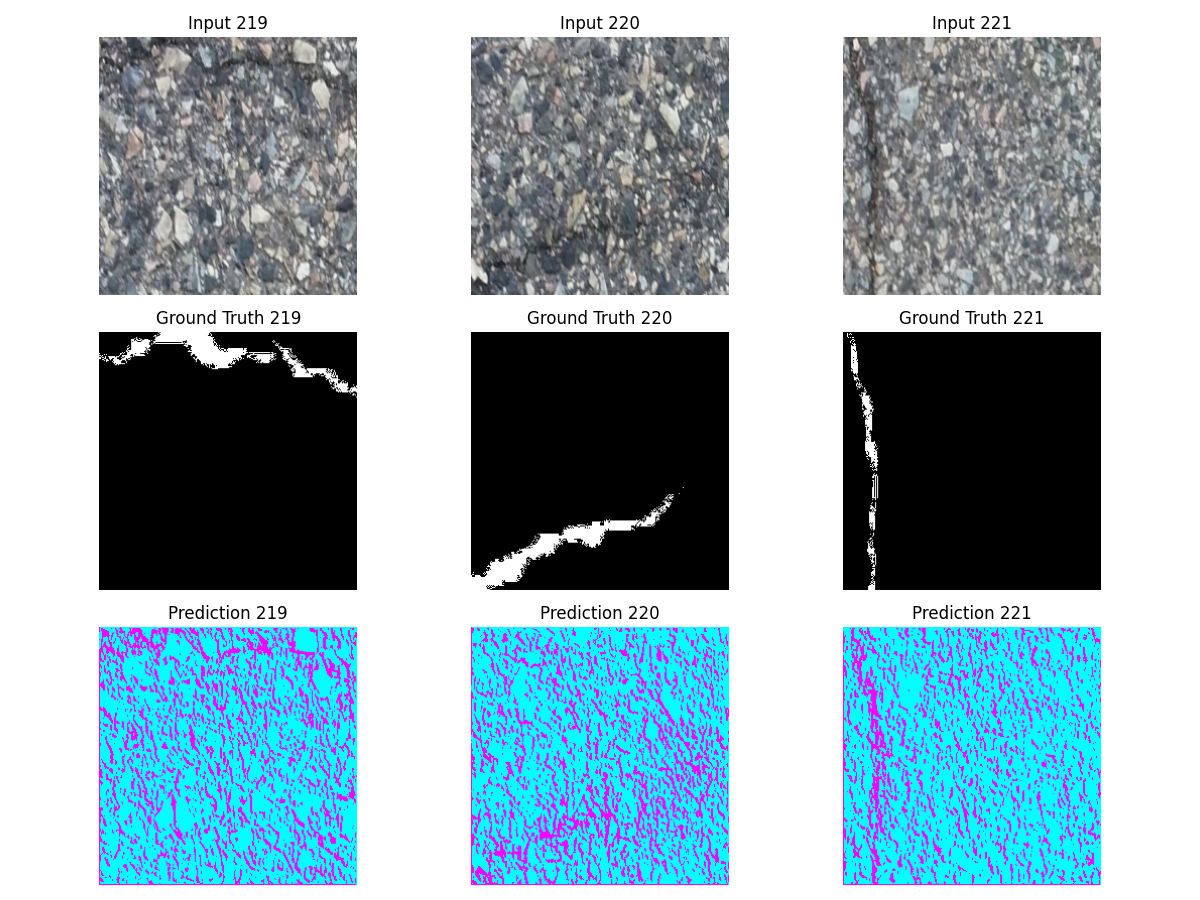 Input 219
Input 220
Input 221
Ground Truth 219
Ground Truth 220
Ground Truth 221
Prediction 219
Prediction 220
Prediction 221